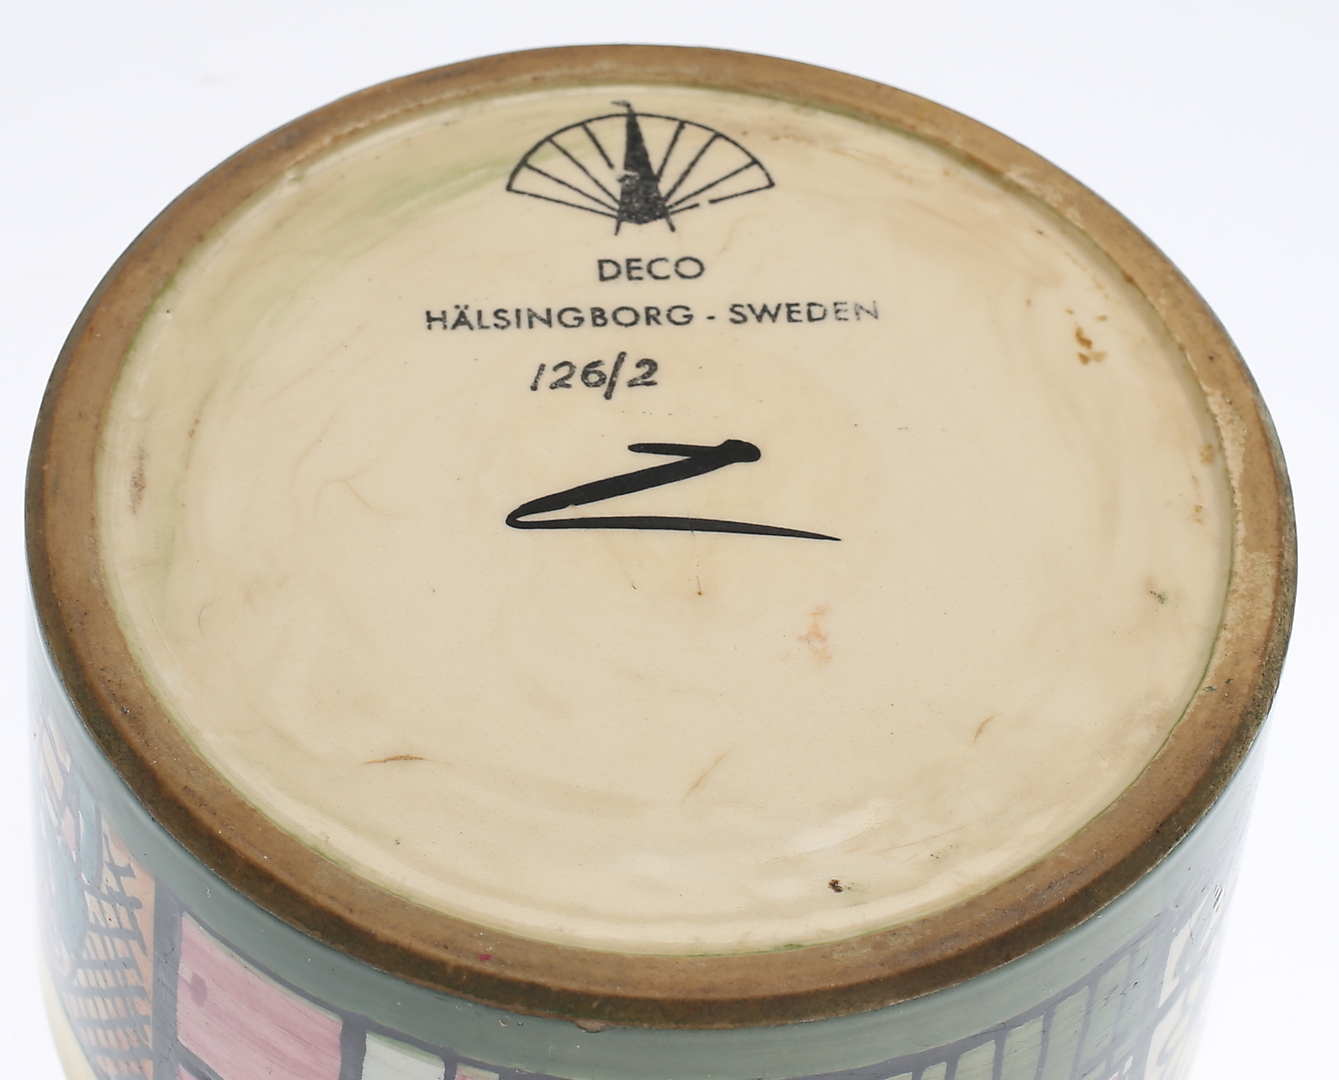 DECO
HÄLSINGBORG - SWEDEN
126/2